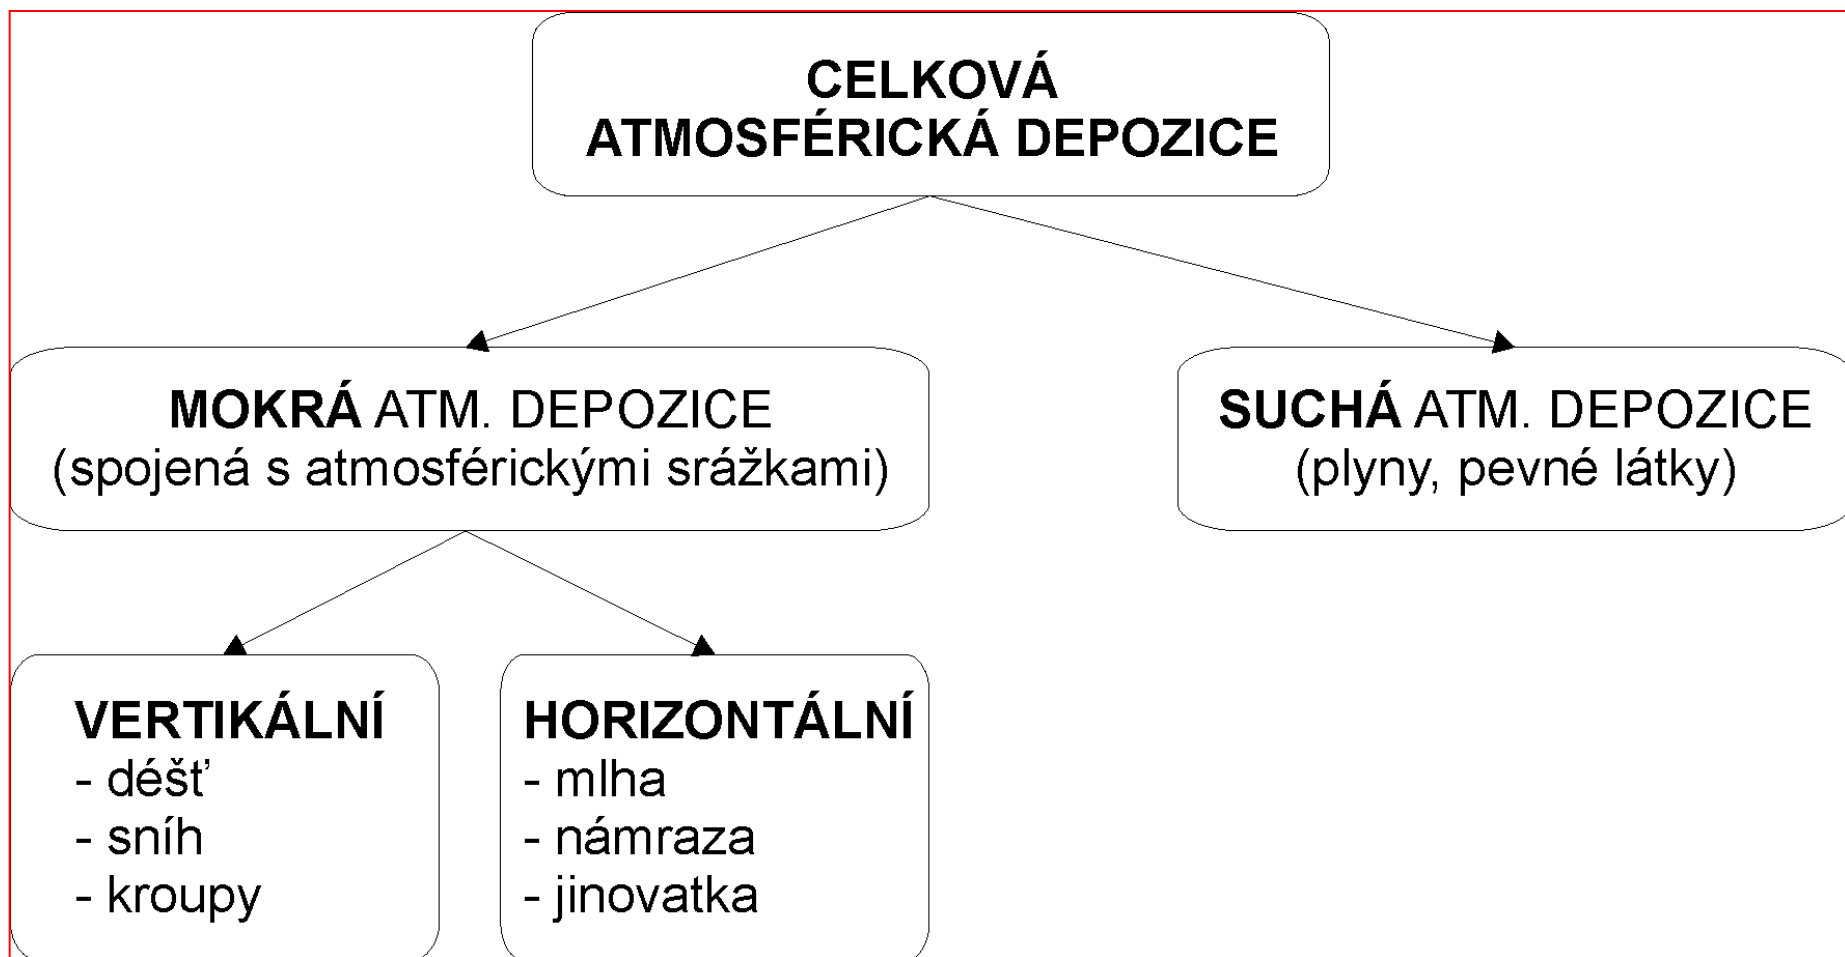 CELKOVÁ
ATMOSFÉRICKÁ DEPOZICE
MOKRÁ ATM. DEPOZICE
(spojená s atmosférickými srážkami)
SUCHÁ ATM. DEPOZICE
(plyny, pevné látky)
VERTIKÁLNÍ
- déšť
- sníh
- kroupy
HORIZONTÁLNÍ
- mlha
- námraza
- jinovatka